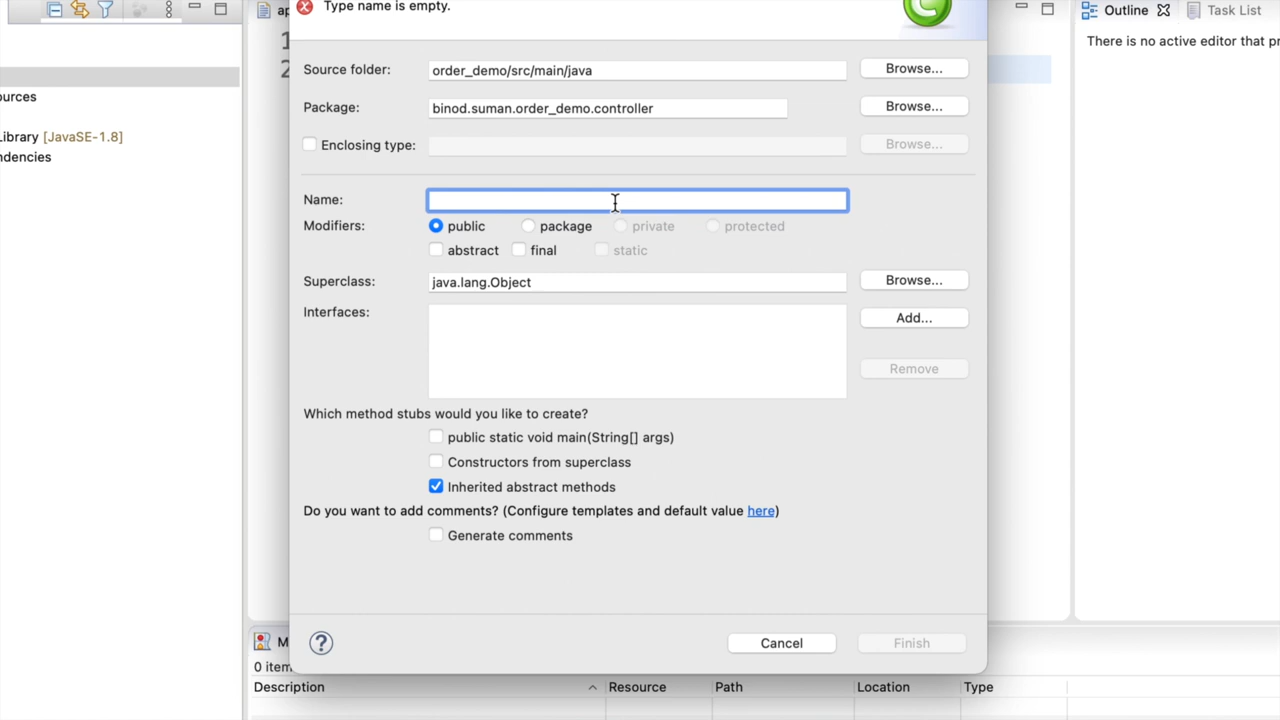 Type name is empty.
Outline
Task List
There is no active editor that
1
2
Source folder:
order_demo/src/main/java
Browse...
Package:
binod.suman.order_demo.controller
Browse...
Library [JavaSE-1.8]
Enclosing type:
Browse...
Name:
Modifiers:
public
package
private
protected
abstract
final
static
Superclass:
java.lang.Object
Browse...
Interfaces:
Add...
Remove
Which method stubs would you like to create?
public static void main(String[] args)
Constructors from superclass
Inherited abstract methods
Do you want to add comments? (Configure templates and default value here)
Generate comments
?
Cancel
Finish
M
0 item
Description
Resource
Path
Location
Type